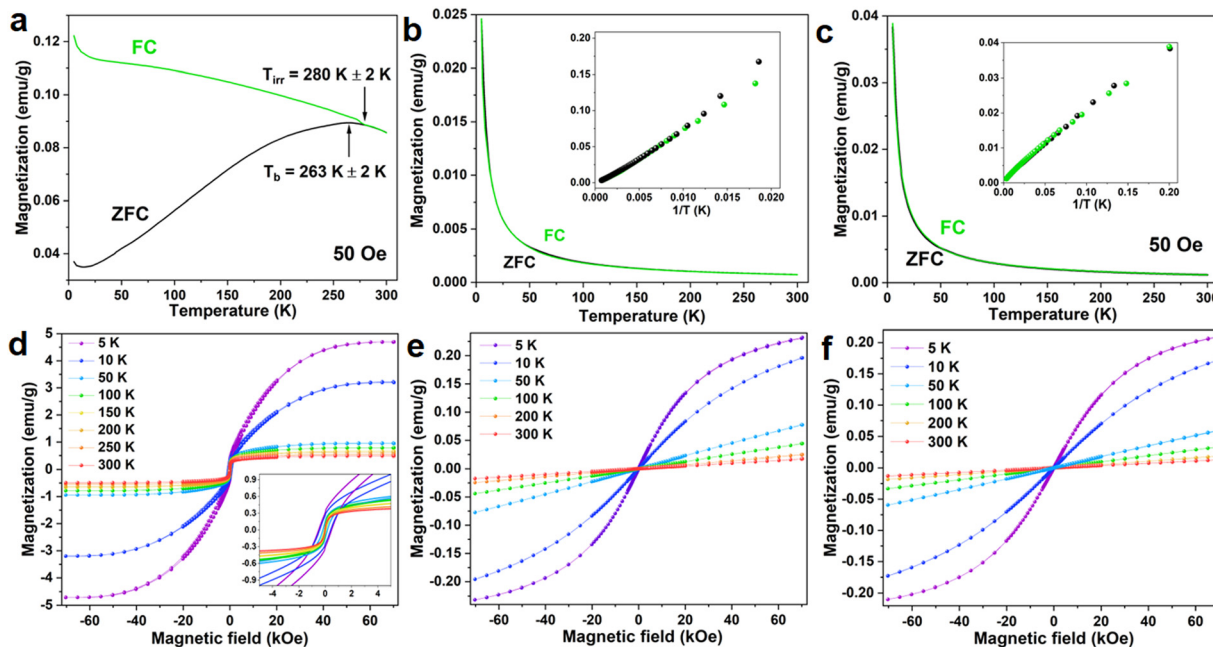 a
FC
T_irr = 280 K ± 2 K
T_b = 263 K ± 2 K
ZFC
50 Oe
Magnetization (emu/g)
0.12
0.10
0.08
0.06
0.04
0 50 100 150 200 250 300
Temperature (K)
b
Magnetization (emu/g)
0.025
0.020
0.015
0.010
0.005
0.000
0.20
0.15
0.10
0.05
0.00
0.000 0.005 0.010 0.015 0.020
1/T (K)
FC
ZFC
0 50 100 150 200 250 300
Temperature (K)
c
Magnetization (emu/g)
0.04
0.03
0.02
0.01
0.00
0.04
0.03
0.02
0.01
0.00
0.00 0.05 0.10 0.15 0.20
1/T (K)
FC
ZFC
50 Oe
0 50 100 150 200 250 300
Temperature (K)
d
Magnetization (emu/g)
5
4
3
2
1
0
-1
-2
-3
-4
-5
5 K
10 K
50 K
100 K
150 K
200 K
250 K
300 K
0.9
0.6
0.3
0.0
-0.3
-0.6
-0.9
-4 -2 0 2 4
-60 -40 -20 0 20 40 60
Magnetic field (kOe)
e
Magnetization (emu/g)
0.20
0.15
0.10
0.05
0.00
-0.05
-0.10
-0.15
-0.20
5 K
10 K
50 K
100 K
200 K
300 K
-60 -40 -20 0 20 40 60
Magnetic field (kOe)
f
Magnetization (emu/g)
0.20
0.15
0.10
0.05
0.00
-0.05
-0.10
-0.15
-0.20
5 K
10 K
50 K
100 K
200 K
300 K
-60 -40 -20 0 20 40 60
Magnetic field (kOe)